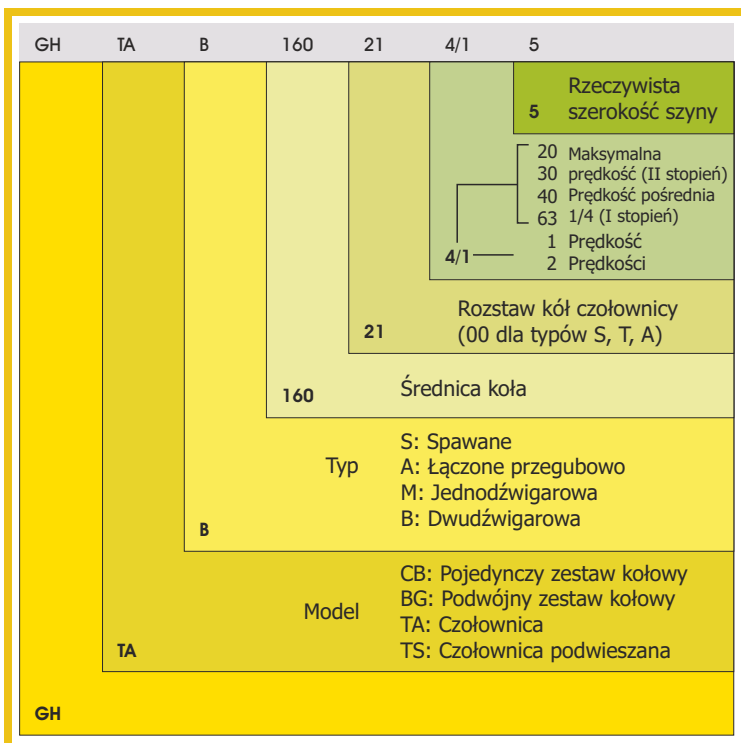 GH TA B 160 21 4/1 5
Rzeczywista
5 szerokość szyny
20 Maksymalna
30 prędkość (II stopień)
40 Prędkość pośrednia
63 1/4 (I stopień)
1 Prędkość
4/1
2 Prędkości
Rozstaw kół czołownicy
21 (00 dla typów S, T, A)
160 Średnica koła
S: Spawane
Typ A: Łączone przegubowo
M: Jednodźwigarowa
B: Dwudźwigarowa
B
CB: Pojedynczy zestaw kołowy
BG: Podwójny zestaw kołowy
Model
TA: Czołownica
TA TS: Czołownica podwieszana
GH